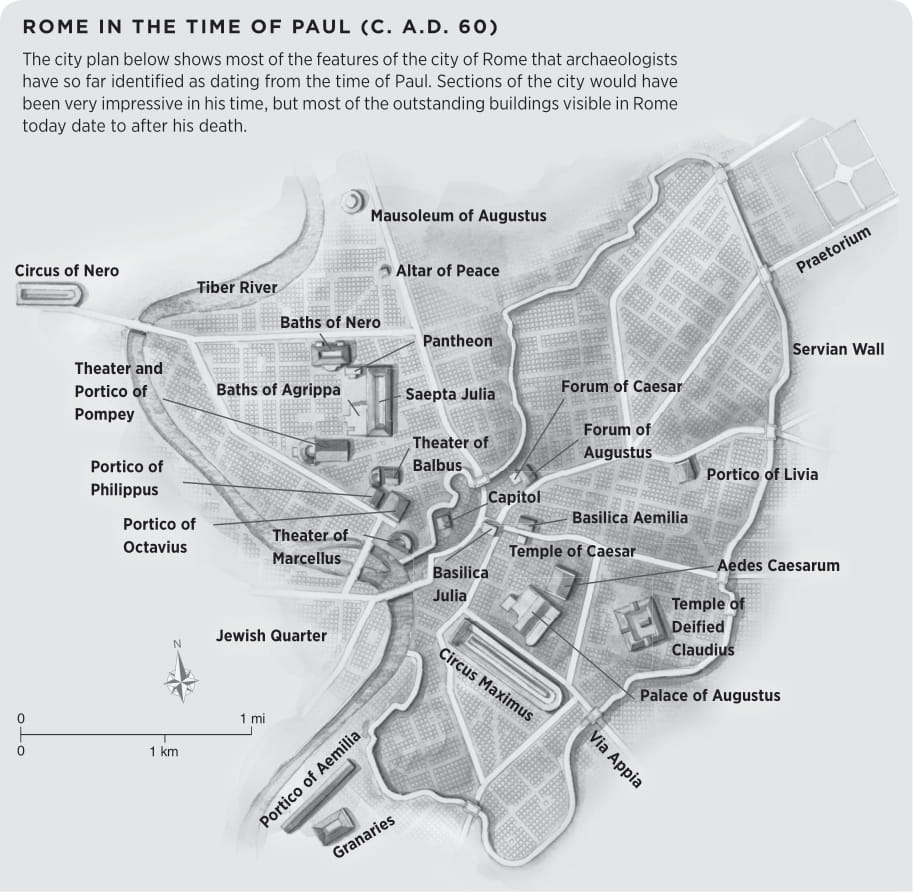 ROME IN THE TIME OF PAUL (C. A.D. 60)
The city plan below shows most of the features of the city of Rome that archaeologists
have so far identified as dating from the time of Paul. Sections of the city would have
been very impressive in his time, but most of the outstanding buildings visible in Rome
today date to after his death.
Mausoleum of Augustus
Praetorium
Circus of Nero
Altar of Peace
Tiber River
Baths of Nero
Pantheon
Servian Wall
Theater and
Portico of
Pompey
Baths of Agrippa
Saepta Julia
Forum of Caesar
Forum of
Augustus
Theater of
Balbus
Portico of
Philippus
Portico of Livia
Capitol
Portico of
Octavius
Basilica Aemilia
Theater of
Marcellus
Temple of Caesar
Basilica
Julia
Aedes Caesarum
Temple of
Deified
Claudius
Jewish Quarter
N
Circus Maximus
Palace of Augustus
0
1 mi
0
1 km
Via Appia
Portico of Aemilia
Granaries